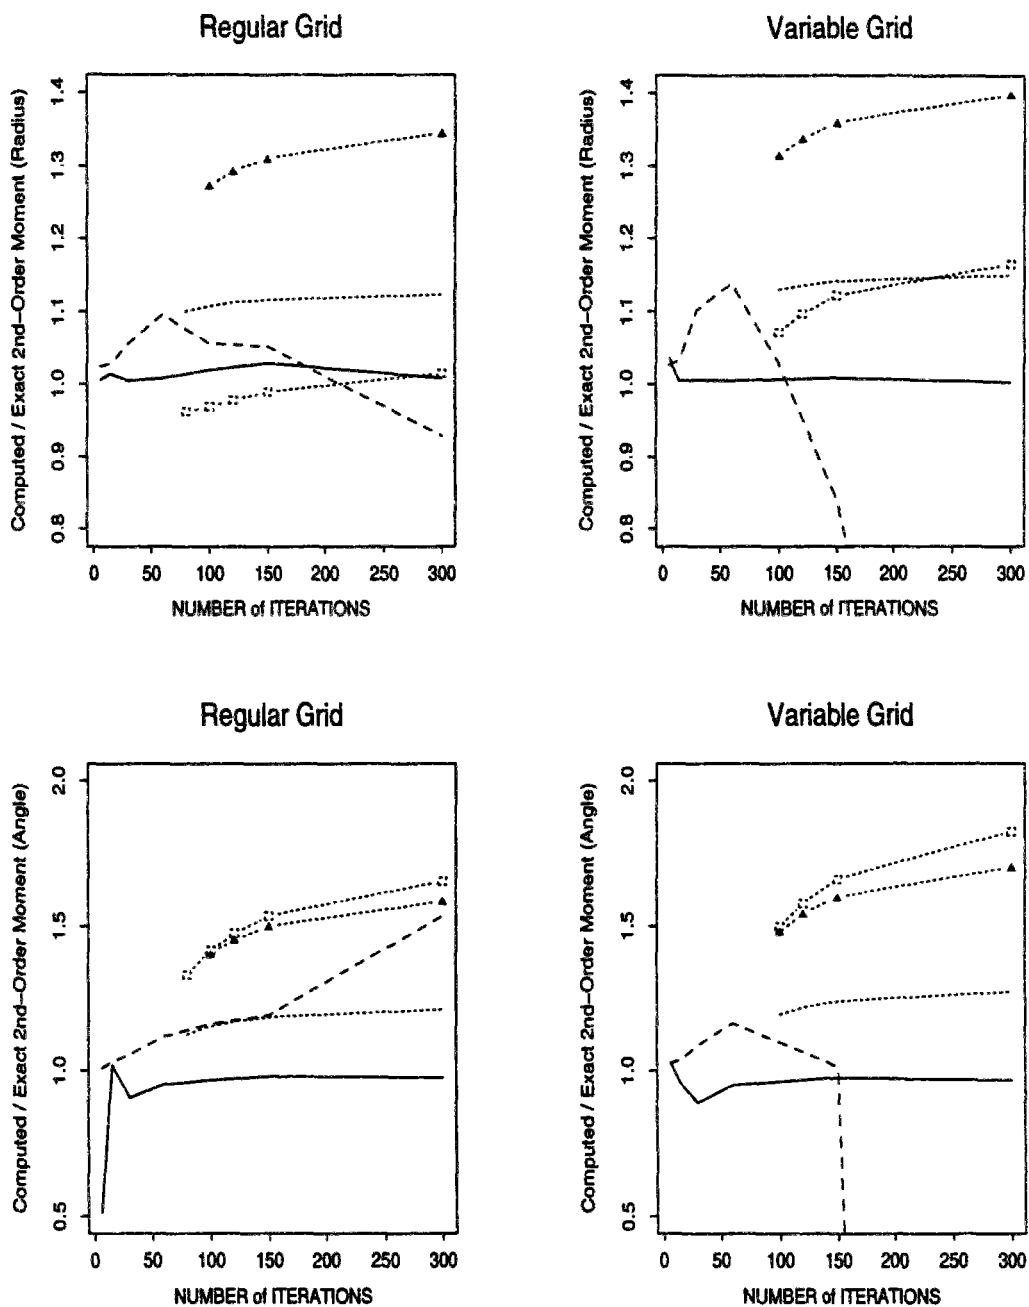 Regular Grid
Variable Grid
Computed / Exact 2nd-Order Moment (Radius)
1.4
1.3
1.2
1.1
1.0
0.9
0.8
0 50 100 150 200 250 300
NUMBER of ITERATIONS
Computed / Exact 2nd-Order Moment (Radius)
1.4
1.3
1.2
1.1
1.0
0.9
0.8
0 50 100 150 200 250 300
NUMBER of ITERATIONS
Regular Grid
Variable Grid
Computed / Exact 2nd-Order Moment (Angle)
2.0
1.5
1.0
0.5
0 50 100 150 200 250 300
NUMBER of ITERATIONS
Computed / Exact 2nd-Order Moment (Angle)
2.0
1.5
1.0
0.5
0 50 100 150 200 250 300
NUMBER of ITERATIONS